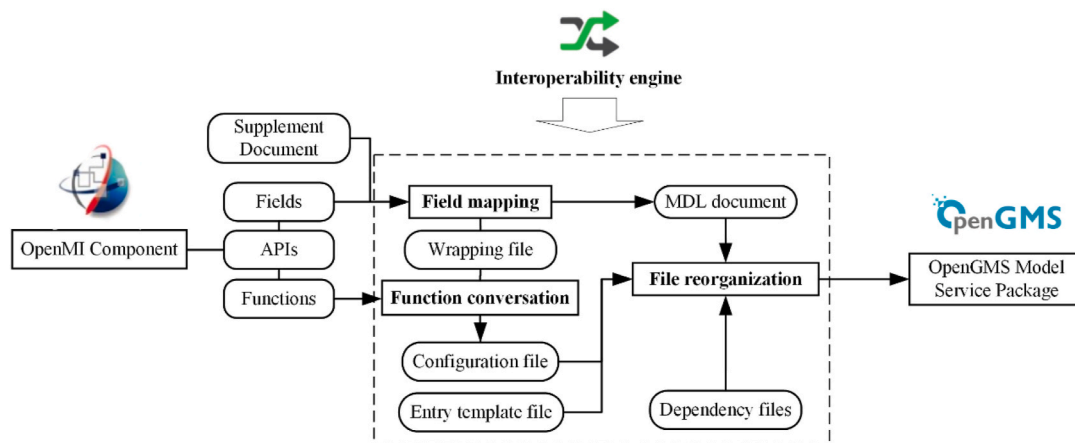 Interoperability engine
Supplement
Document
Fields
Field mapping
MDL document
OpenGMS
OpenMI Component
APIs
Wrapping file
Functions
Function conversation
File reorganization
OpenGMS Model
Service Package
Configuration file
Entry template file
Dependency files